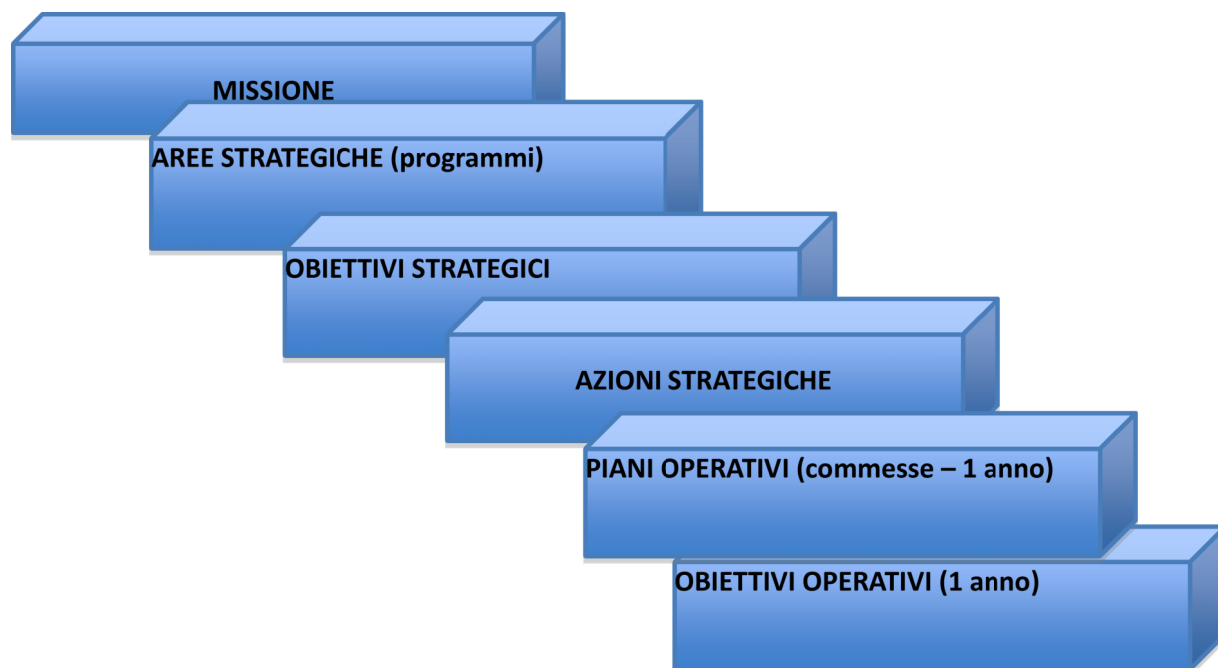 MISSIONE
AREE STRATEGICHE (programmi)
OBIETTIVI STRATEGICI
AZIONI STRATEGICHE
PIANI OPERATIVI (commesse – 1 anno)
OBIETTIVI OPERATIVI (1 anno)